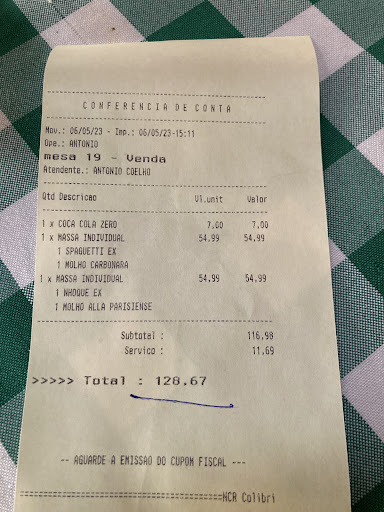 CONFERENCIA DE CONTA
Mov.: 06/05/23 - Imp.: 06/05/23-15:11
Ope.: ANTONIO
mesa 19 - Venda
Atendente.: ANTONIO COELHO
Qtd Descricao Vl.unit Valor
1 x COCA COLA ZERO 7,00 7,00
1 x MASSA INDIVIDUAL 54,99 54,99
1 SPAGUETTI EX
1 MOLHO CARBONARA
1 x MASSA INDIVIDUAL 54,99 54,99
1 NHOQUE EX
1 MOLHO ALLA PARISIENSE
Subtotal : 116,98
Servico : 11,69
>>>>> Total : 128,67
-- AGUARDE A EMISSAO DO CUPOM FISCAL ---
NCR Colibri